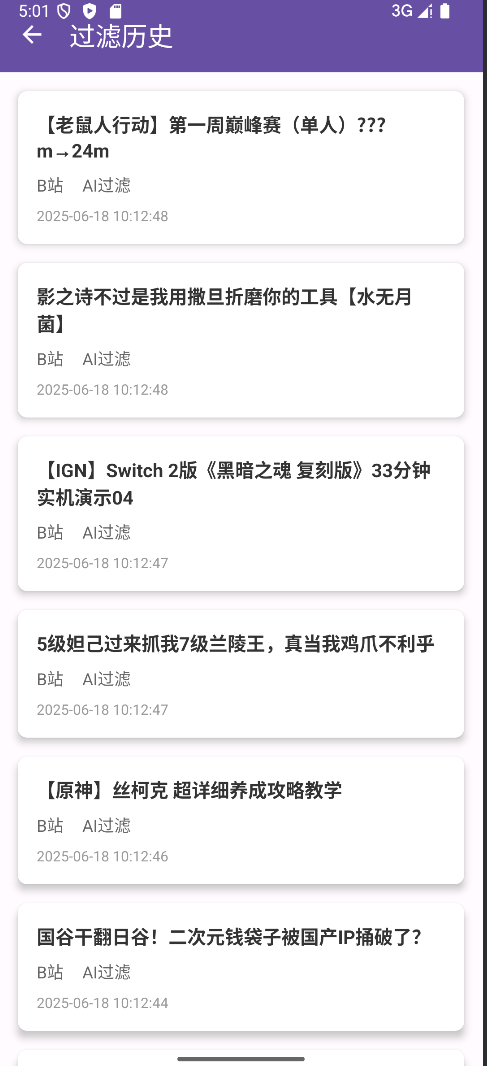 5:01 3G
过滤历史
【老鼠人行动】第一周巅峰赛（单人）???
m→24m
B站 AI过滤
2025-06-18 10:12:48
影之诗不过是我用撒旦折磨你的工具【水无月
菌】
B站 AI过滤
2025-06-18 10:12:48
【IGN】Switch 2版《黑暗之魂 复刻版》33分钟
实机演示04
B站 AI过滤
2025-06-18 10:12:47
5级妲己过来抓我7级兰陵王，真当我鸡爪不利乎
B站 AI过滤
2025-06-18 10:12:47
【原神】丝柯克 超详细养成攻略教学
B站 AI过滤
2025-06-18 10:12:46
国谷干翻日谷！二次元钱袋子被国产IP捅破了?
B站 AI过滤
2025-06-18 10:12:44